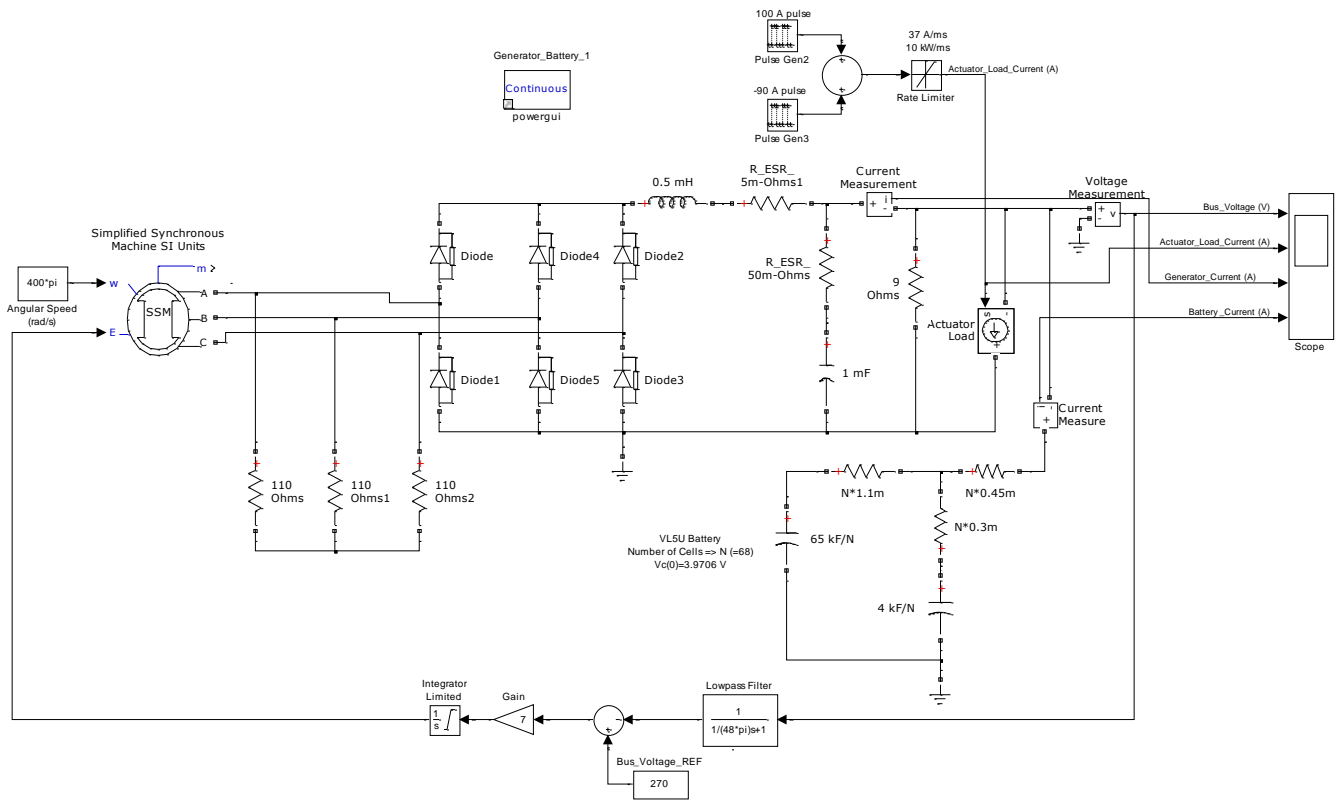 100 A pulse
Pulse Gen2
-90 A pulse
Pulse Gen3
37 A/ms
10 kW/ms
Rate Limiter
Actuator_Load_Current (A)
Generator_Battery_1
Continuous
powergui
Simplified Synchronous
Machine SI Units
400*pi
Angular Speed
(rad/s)
w
E
m
SSM
A
B
C
Diode
Diode4
Diode2
Diode1
Diode5
Diode3
0.5 mH
R_ESR_
5m-Ohms1
R_ESR_
50m-Ohms
1 mF
Current
Measurement
+
i
-
9
Ohms
Actuator
Load
s
-
+
Voltage
Measurement
+
-
v
Bus_Voltage (V)
Actuator_Load_Current (A)
Generator_Current (A)
Battery_Current (A)
Scope
Current
Measure
+
110
Ohms
110
Ohms1
110
Ohms2
N*1.1m
N*0.45m
N*0.3m
VL5U Battery
Number of Cells => N (=68)
Vc(0)=3.9706 V
65 kF/N
4 kF/N
Integrator
Limited
1
s
Gain
7
Lowpass Filter
1
1/(48*pi)s+1
Bus_Voltage_REF
270